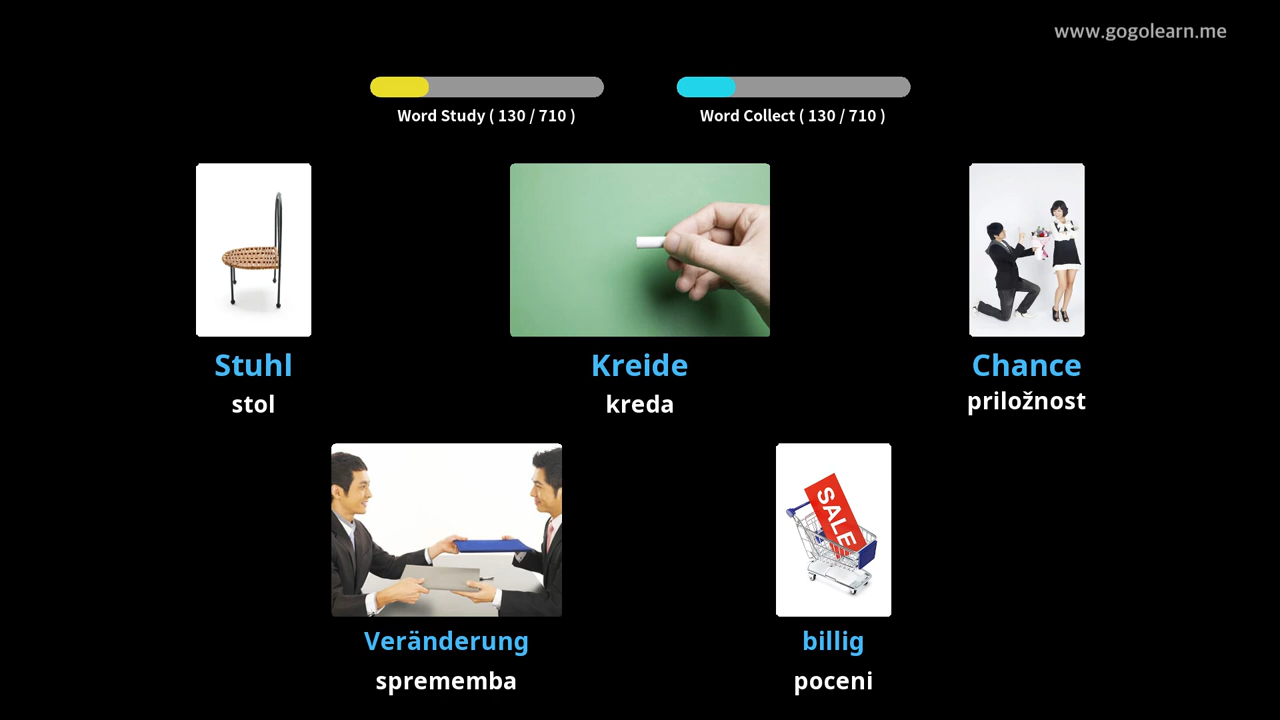 www.gogolearn.me
Word Study ( 130 / 710 )
Word Collect ( 130 / 710 )
Stuhl
stol
Kreide
kreda
Chance
priložnost
SALE
Veränderung
sprememba
billig
poceni